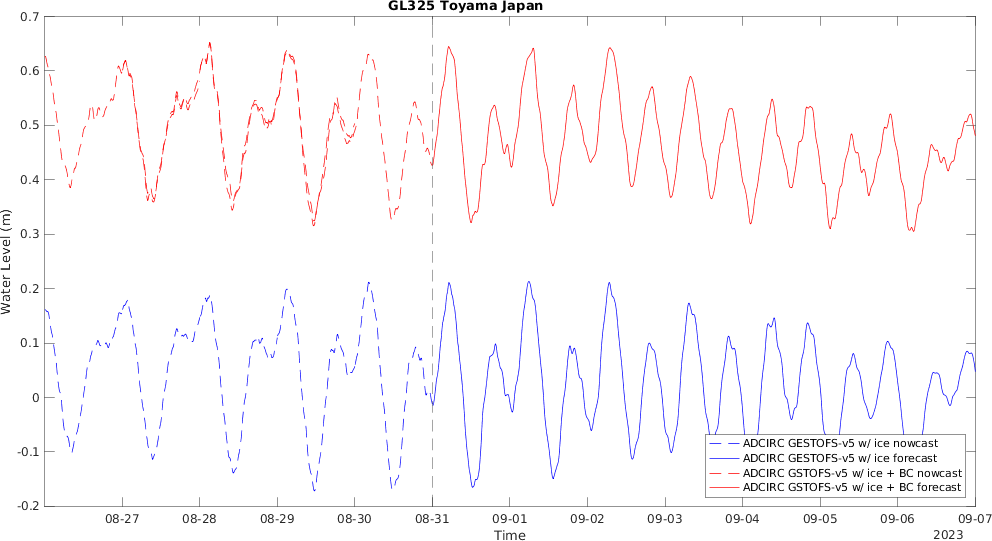 GL325 Toyama Japan
0.7
0.6
0.5
0.4
0.3
0.2
0.1
0
-0.1
-0.2
Water Level (m)
ADCIRC GESTOFS-v5 w/ ice nowcast
ADCIRC GESTOFS-v5 w/ ice forecast
ADCIRC GSTOFS-v5 w/ ice + BC nowcast
ADCIRC GSTOFS-v5 w/ ice + BC forecast
08-27 08-28 08-29 08-30 08-31 09-01 09-02 09-03 09-04 09-05 09-06 09-07
Time
2023